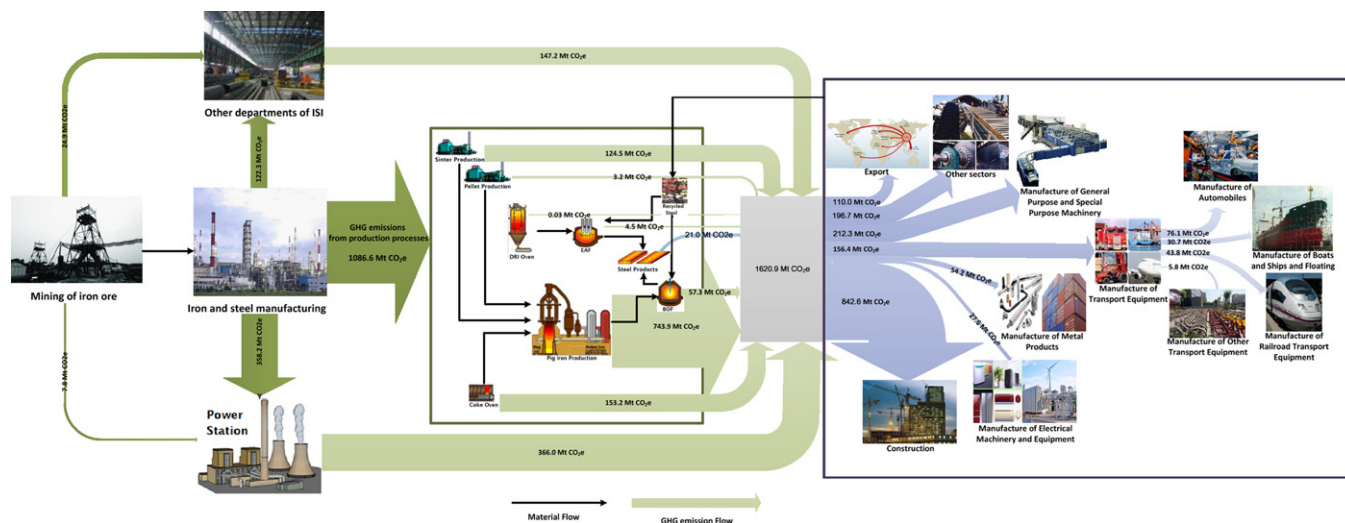 147.2 Mt CO₂e
Other departments of ISI
24.9 Mt CO2e
122.3 Mt CO₂e
Mining of iron ore
Iron and steel manufacturing
GHG emissions
from production processes
1086.6 Mt CO₂e
358.2 Mt CO2e
7.8 Mt CO2e
Power
Station
366.0 Mt CO₂e
Sinter Production
124.5 Mt CO₂e
Pellet Production
3.2 Mt CO₂e
Recycled
Steel
0.03 Mt CO₂e
4.5 Mt CO₂e
DRI Oven
EAF
21.0 Mt CO2e
Steel Products
57.3 Mt CO₂e
BOF
743.9 Mt CO₂e
Pig Iron Production
Coke Oven
153.2 Mt CO₂e
1620.9 Mt CO₂e
Export
Other sectors
Manufacture of General
Purpose and Special
Purpose Machinery
110.0 Mt CO₂e
196.7 Mt CO₂e
212.3 Mt CO₂e
156.4 Mt CO₂e
842.6 Mt CO₂e
54.2 Mt CO₂e
27.6 Mt CO₂e
Manufacture of
Automobiles
76.1 Mt CO₂e
30.7 Mt CO2e
43.8 Mt CO2e
5.8 Mt CO2e
Manufacture of
Transport Equipment
Manufacture of Boats
and Ships and Floating
Manufacture of Metal
Products
Manufacture of Other
Transport Equipment
Manufacture of
Railroad Transport
Equipment
Manufacture of Electrical
Machinery and Equipment
Construction
Material Flow
GHG emission Flow